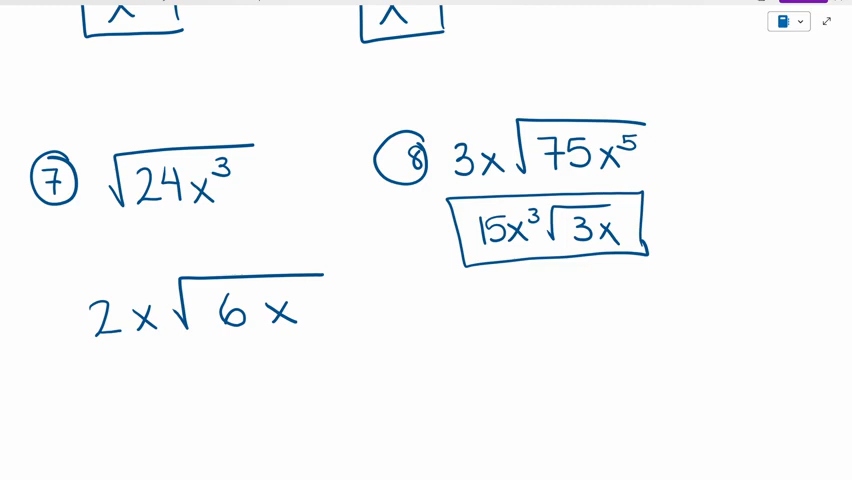 x
x
7 √24x³
2x√6x
8 3x√75x⁵
15x³√3x